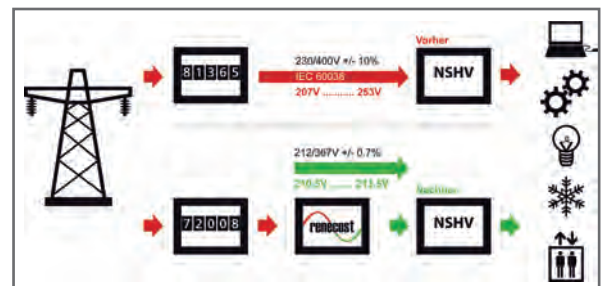 Vorher
81365
230/400V +/- 10%
IEC 60038
207V .......... 253V
NSHV
212/367V +/- 0.7%
210.5V ....... 213.5V
Nachher
72008
renecost
NSHV